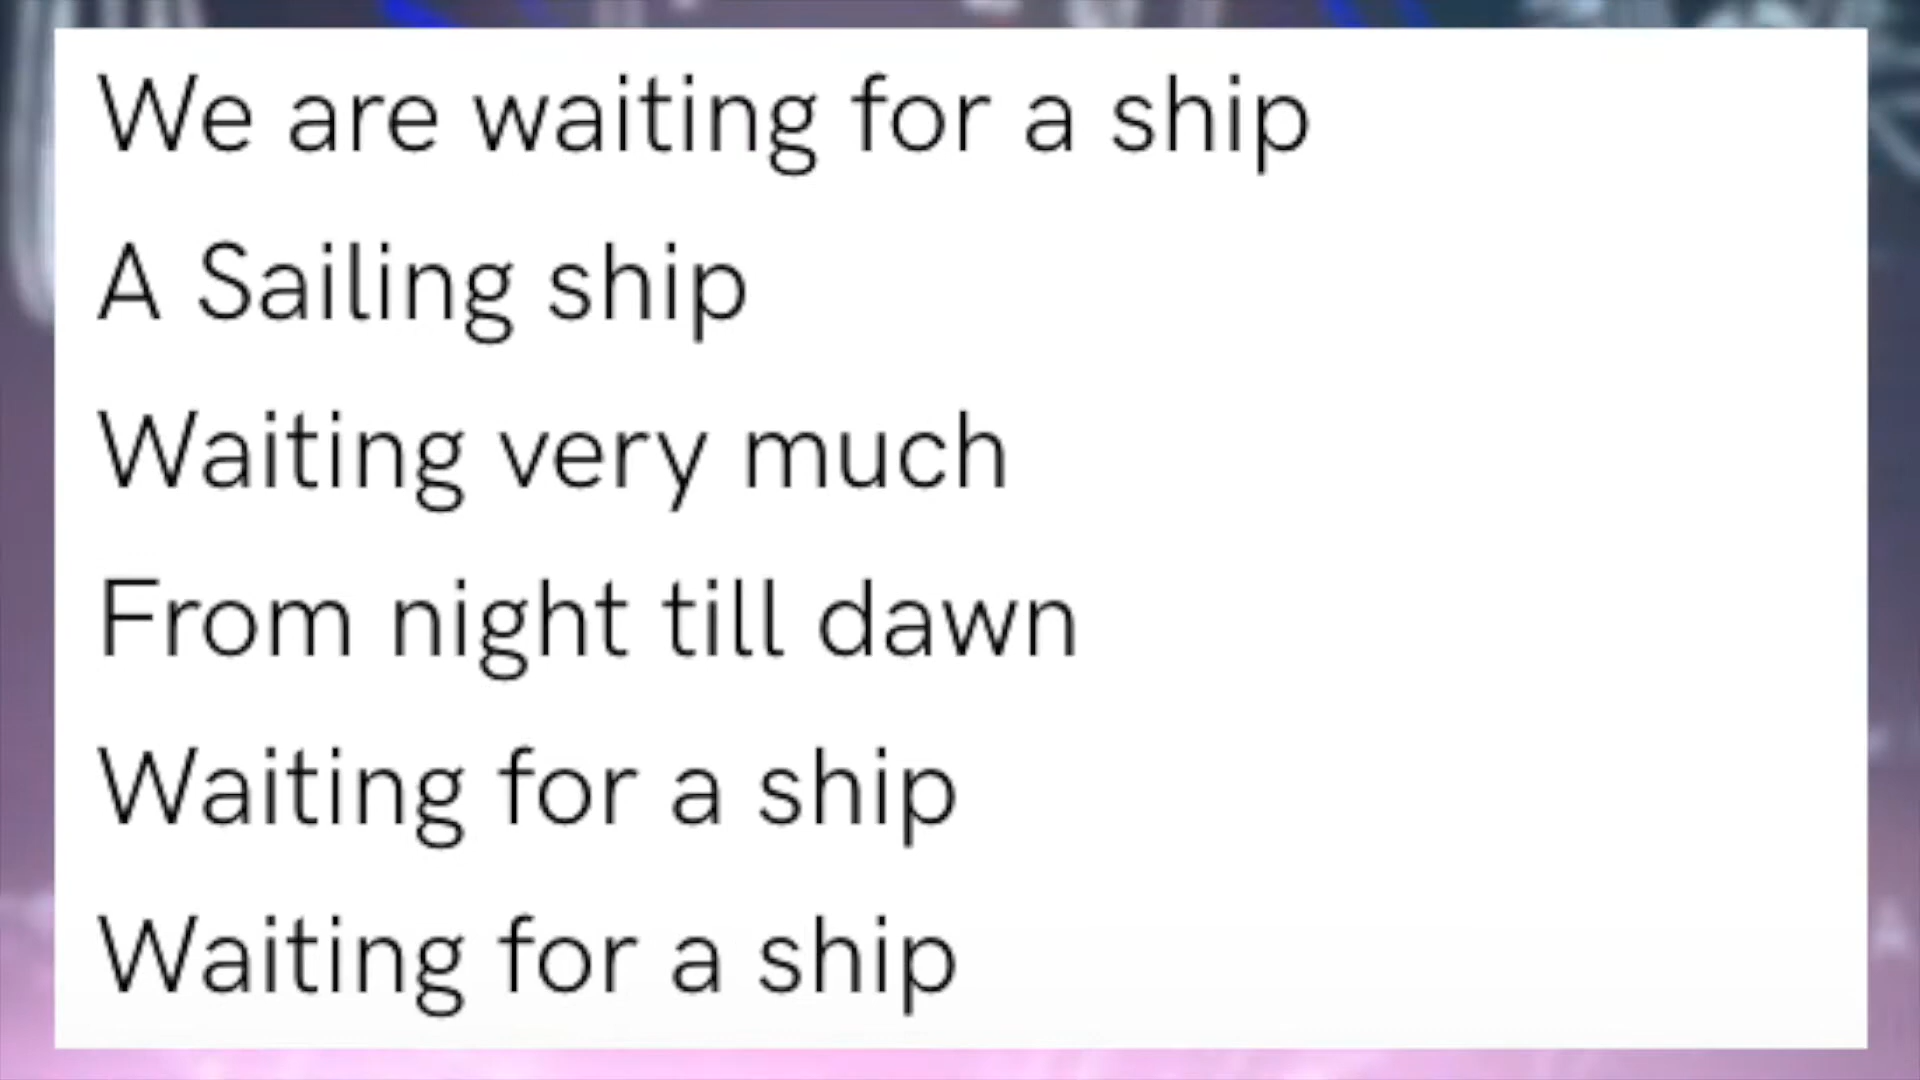 We are waiting for a ship
A Sailing ship
Waiting very much
From night till dawn
Waiting for a ship
Waiting for a ship